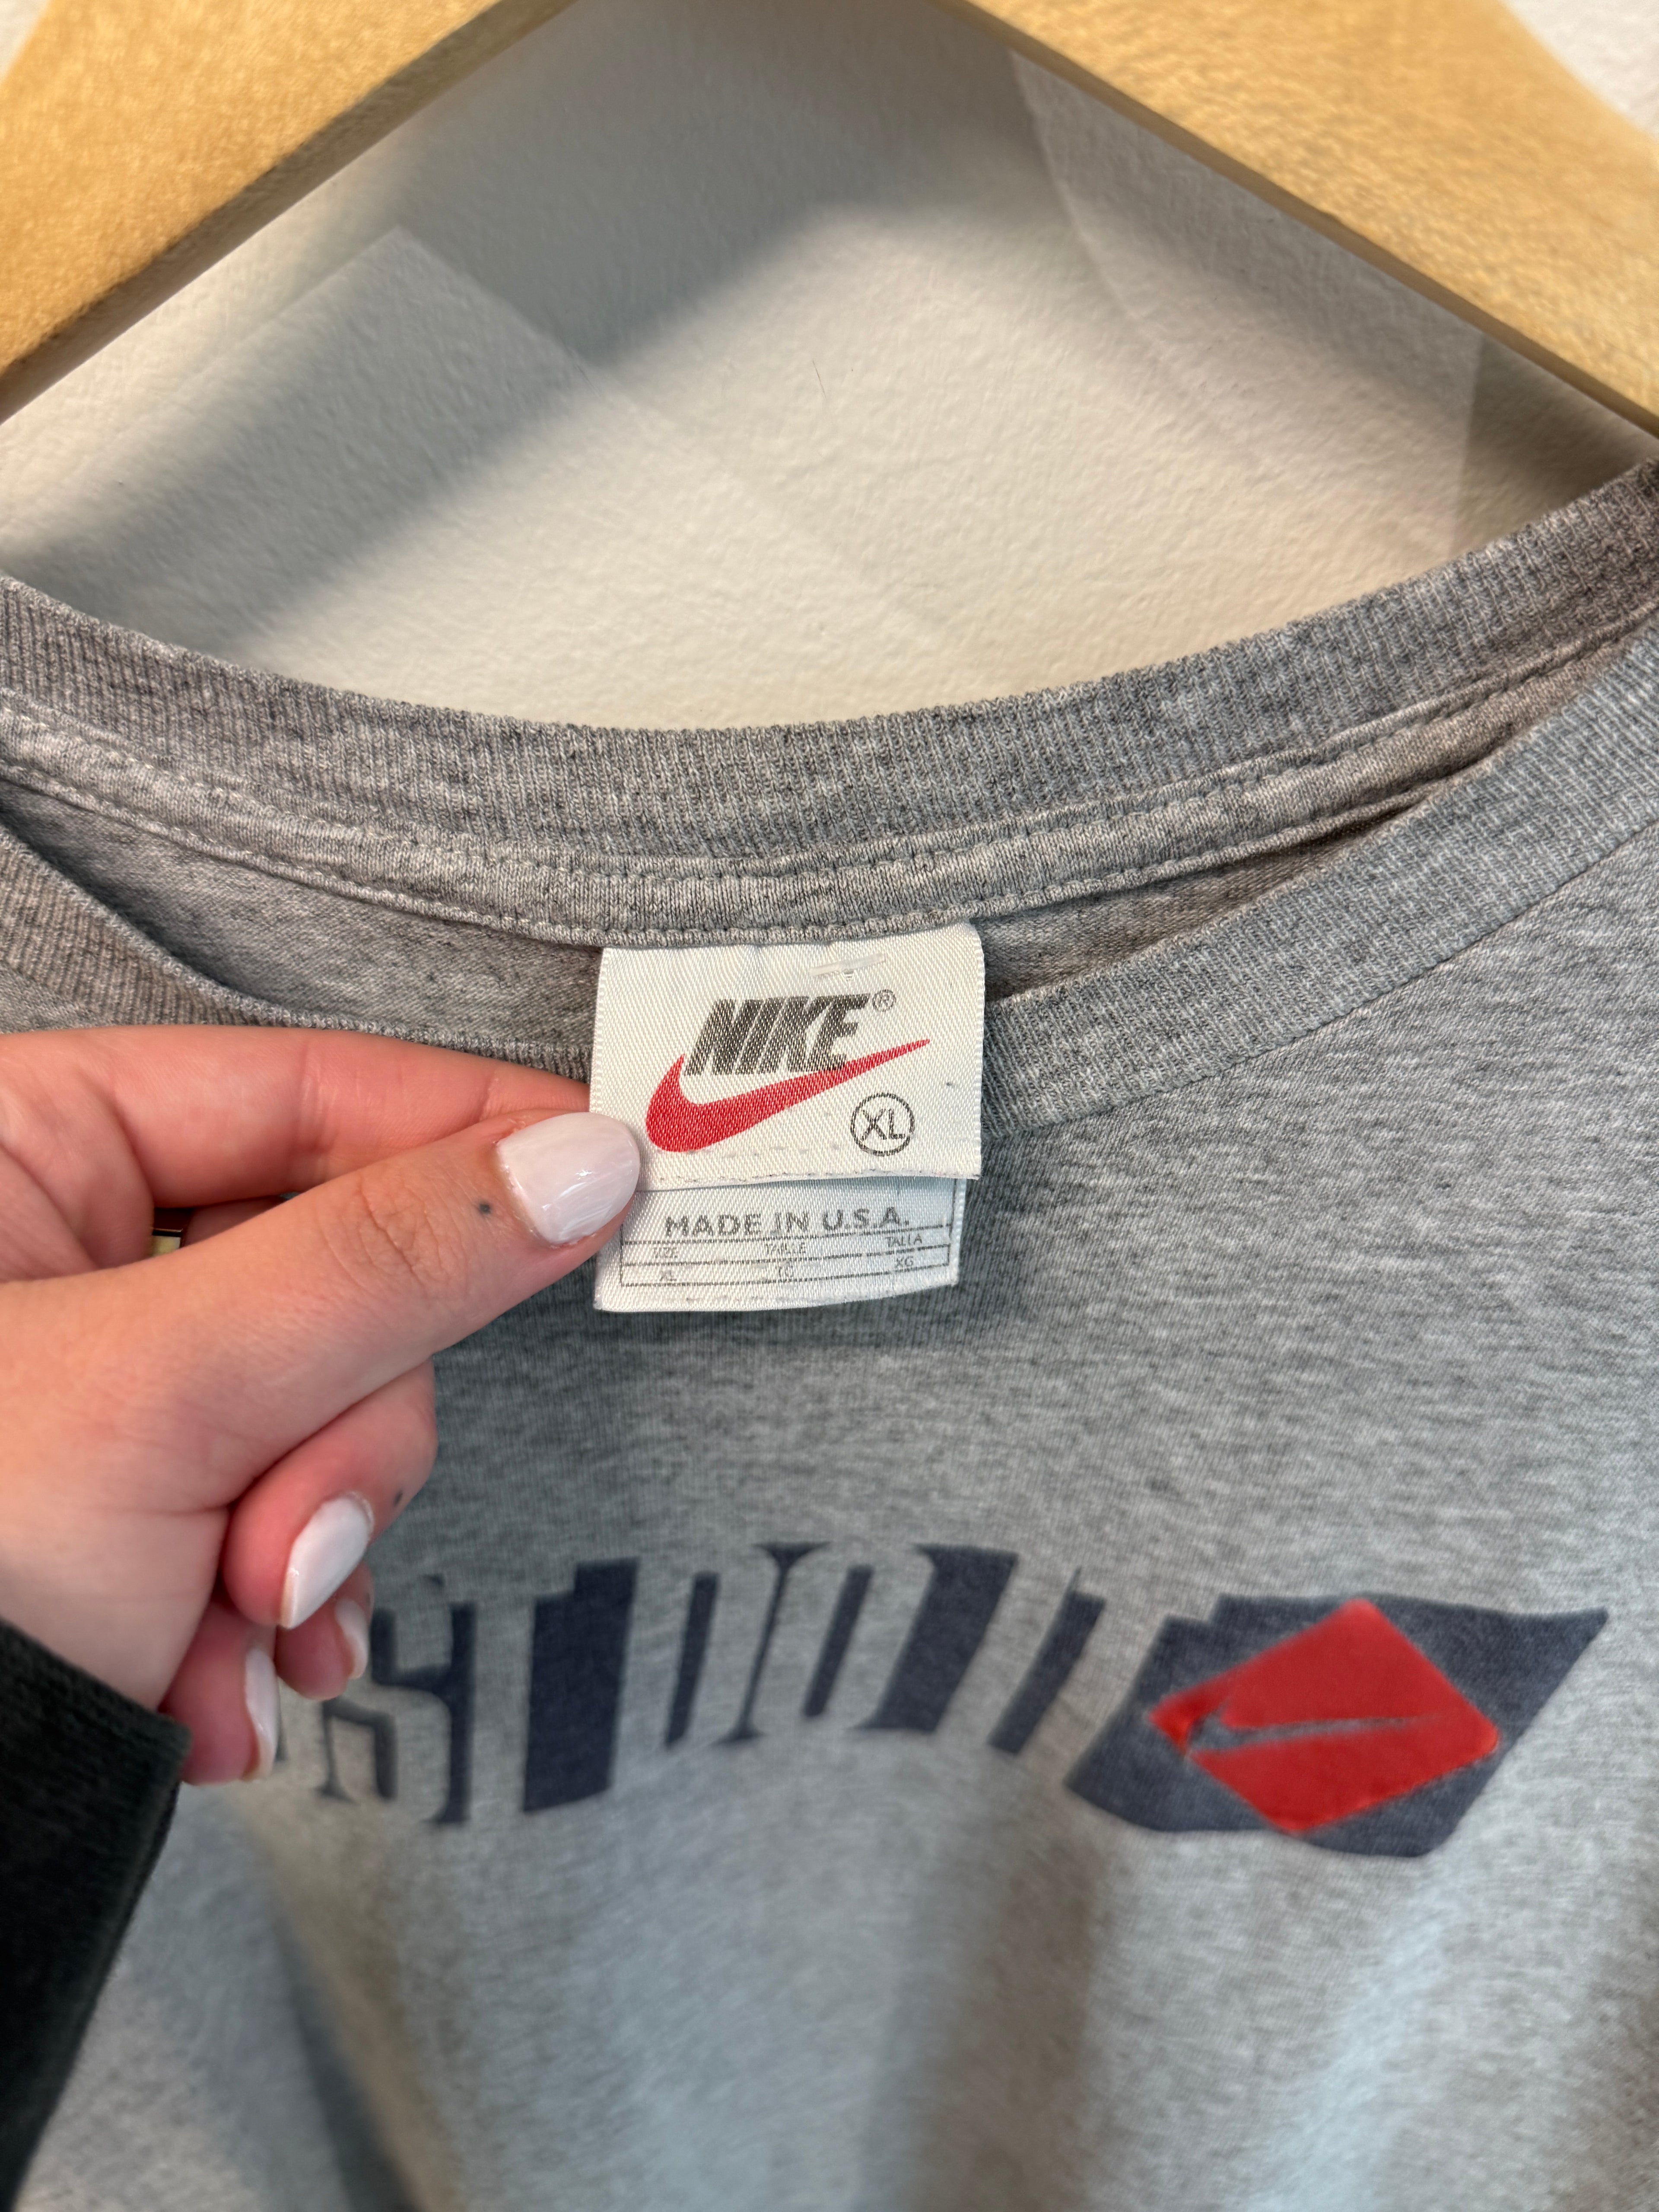 NIKE®
XL
MADE IN U.S.A.
SIZE TAILLE TALLA
XL TG XG